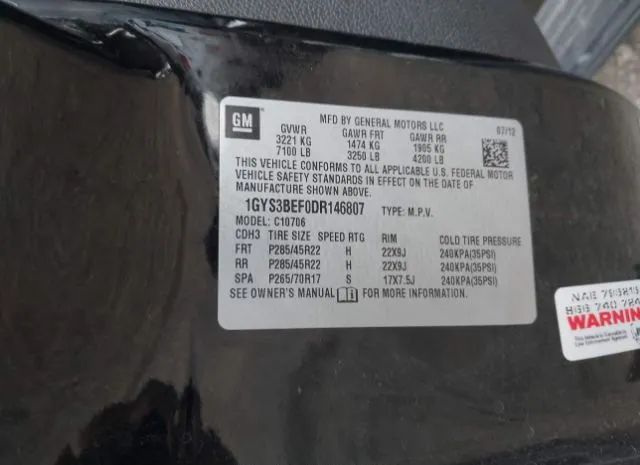 GM
MFD BY GENERAL MOTORS LLC
07/12
GVWR GAWR FRT GAWR RR
3221 KG 1474 KG 1905 KG
7100 LB 3250 LB 4200 LB
THIS VEHICLE CONFORMS TO ALL APPLICABLE U.S. FEDERAL MOTOR
VEHICLE SAFETY STANDARDS IN EFFECT ON THE DATE OF
MANUFACTURE SHOWN ABOVE.
1GYS3BEF0DR146807 TYPE: M.P.V.
MODEL: C10706
CDH3 TIRE SIZE SPEED RTG RIM COLD TIRE PRESSURE
FRT P285/45R22 H 22X9J 240KPA(35PSI)
RR P285/45R22 H 22X9J 240KPA(35PSI)
SPA P265/70R17 S 17X7.5J 240KPA(35PSI)
SEE OWNER'S MANUAL FOR MORE INFORMATION.
WARNIN